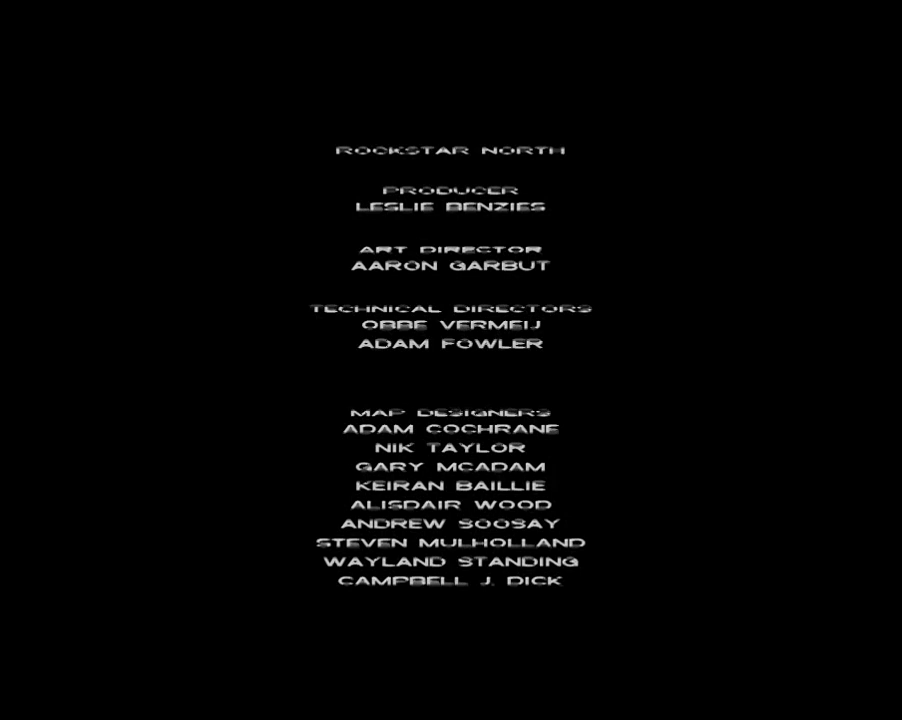 ROCKSTAR NORTH
PRODUCER
LESLIE BENZIES
ART DIRECTOR
AARON GARBUT
TECHNICAL DIRECTORS
OBBE VERMEIJ
ADAM FOWLER
MAP DESIGNERS
ADAM COCHRANE
NIK TAYLOR
GARY MCADAM
KEIRAN BAILLIE
ALISDAIR WOOD
ANDREW SOOSAY
STEVEN MULHOLLAND
WAYLAND STANDING
CAMPBELL J. DICK